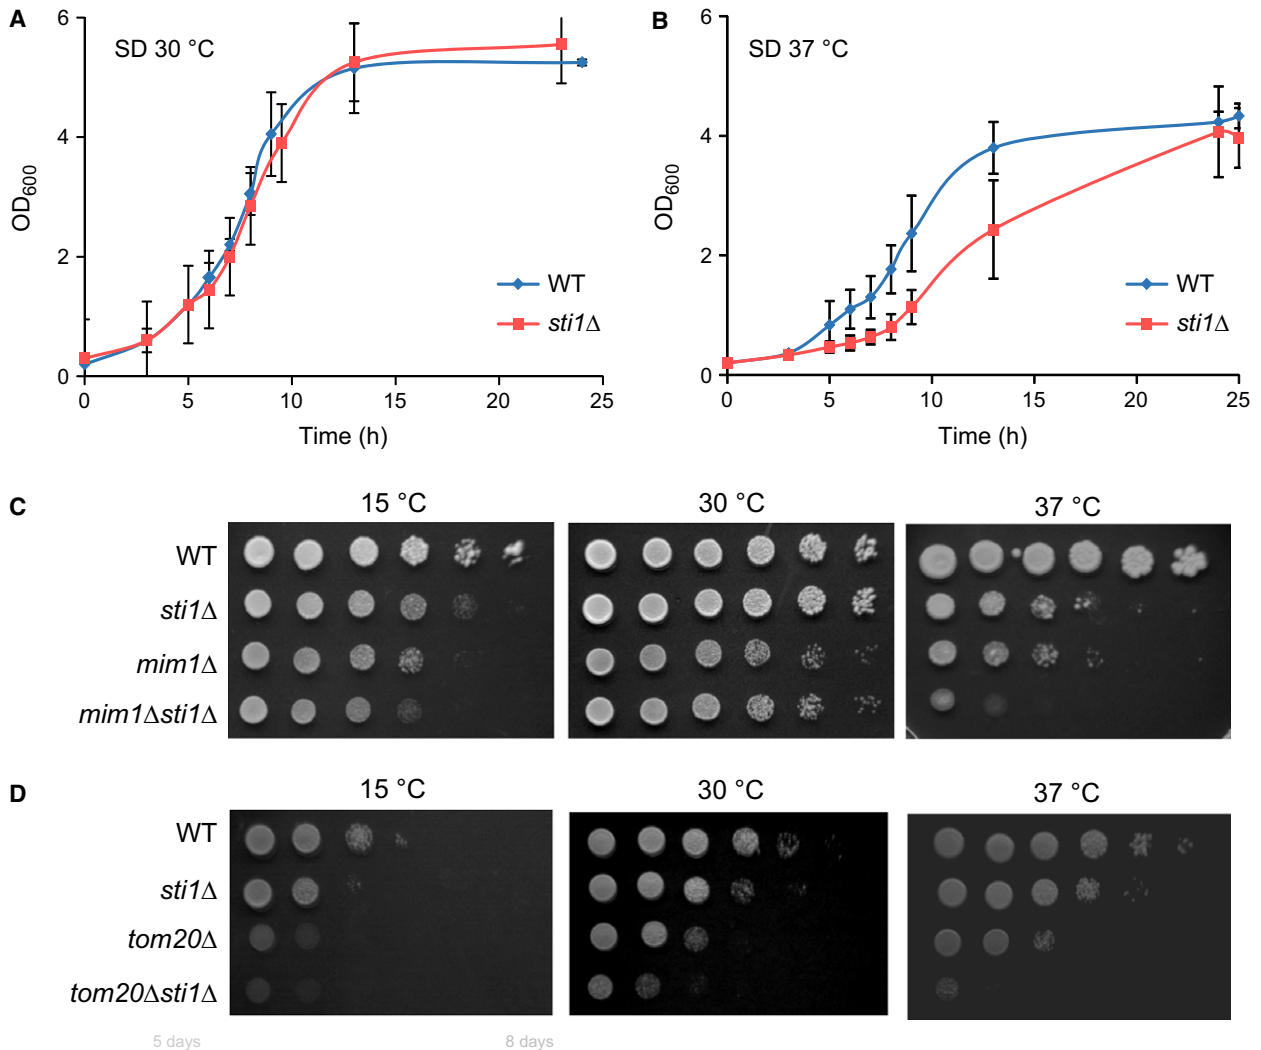 A
SD 30 °C
6
4
2
0
OD600
0 5 10 15 20 25
Time (h)
WT
sti1Δ
B
SD 37 °C
6
4
2
0
OD600
0 5 10 15 20 25
Time (h)
WT
sti1Δ
C
15 °C 30 °C 37 °C
WT
sti1Δ
mim1Δ
mim1Δsti1Δ
D
15 °C 30 °C 37 °C
WT
sti1Δ
tom20Δ
tom20Δsti1Δ
5 days 8 days